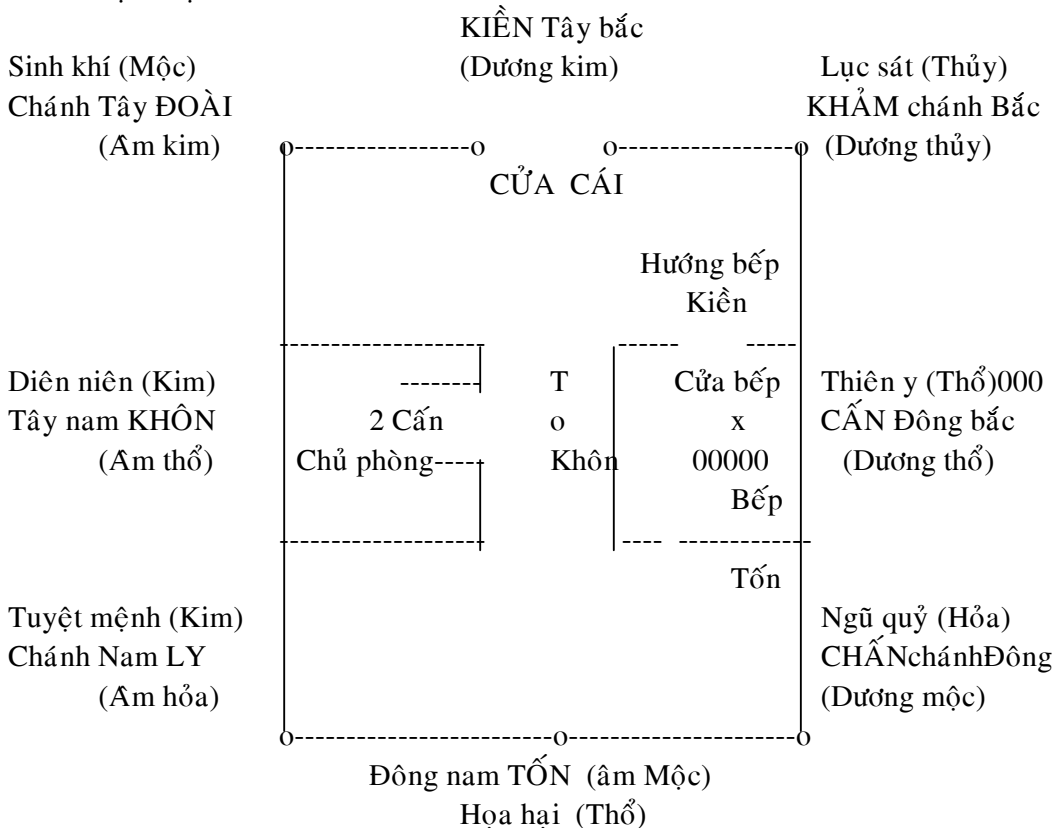 KIỀN Tây bắc
Sinh khí (Mộc) (Dương kim) Lục sát (Thủy)
Chánh Tây ĐOÀI KHẢM chánh Bắc
(Âm kim) o----------------o o----------------o (Dương thủy)
CỬA CÁI
Hướng bếp
Kiền
Diên niên (Kim) T Cửa bếp Thiên y (Thổ)000
Tây nam KHÔN 2 Cấn o x CẤN Đông bắc
(Âm thổ) Chủ phòng----- Khôn 00000 (Dương thổ)
Bếp
Tốn
Tuyệt mệnh (Kim) Ngũ quỷ (Hỏa)
Chánh Nam LY CHẤNchánhĐông
(Âm hỏa) (Dương mộc)
o------------------------o----------------------o
Đông nam TỐN (âm Mộc)
Họa hại (Thổ)